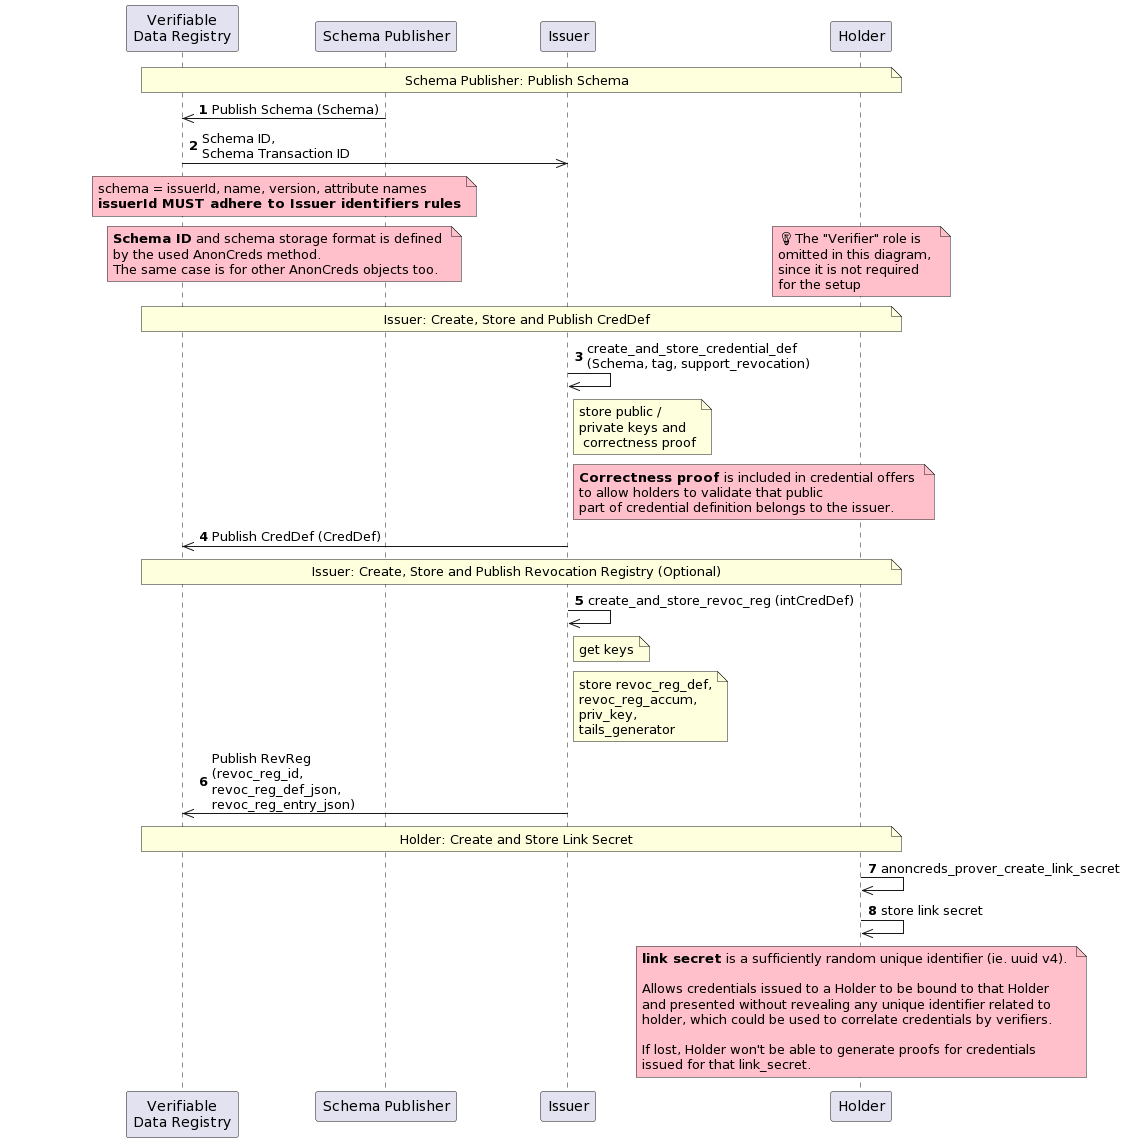 Verifiable
Data Registry
Schema Publisher
Issuer
Holder
Schema Publisher: Publish Schema
1 Publish Schema (Schema)
2 Schema ID,
Schema Transaction ID
schema = issuerId, name, version, attribute names
issuerId MUST adhere to Issuer identifiers rules
Schema ID and schema storage format is defined
by the used AnonCreds method.
The same case is for other AnonCreds objects too.
The "Verifier" role is
omitted in this diagram,
since it is not required
for the setup
Issuer: Create, Store and Publish CredDef
3 create_and_store_credential_def
(Schema, tag, support_revocation)
store public /
private keys and
correctness proof
Correctness proof is included in credential offers
to allow holders to validate that public
part of credential definition belongs to the issuer.
4 Publish CredDef (CredDef)
Issuer: Create, Store and Publish Revocation Registry (Optional)
5 create_and_store_revoc_reg (intCredDef)
get keys
store revoc_reg_def,
revoc_reg_accum,
priv_key,
tails_generator
6 Publish RevReg
(revoc_reg_id,
revoc_reg_def_json,
revoc_reg_entry_json)
Holder: Create and Store Link Secret
7 anoncreds_prover_create_link_secret
8 store link secret
link secret is a sufficiently random unique identifier (ie. uuid v4).
Allows credentials issued to a Holder to be bound to that Holder
and presented without revealing any unique identifier related to
holder, which could be used to correlate credentials by verifiers.
If lost, Holder won't be able to generate proofs for credentials
issued for that link_secret.
Verifiable
Data Registry
Schema Publisher
Issuer
Holder